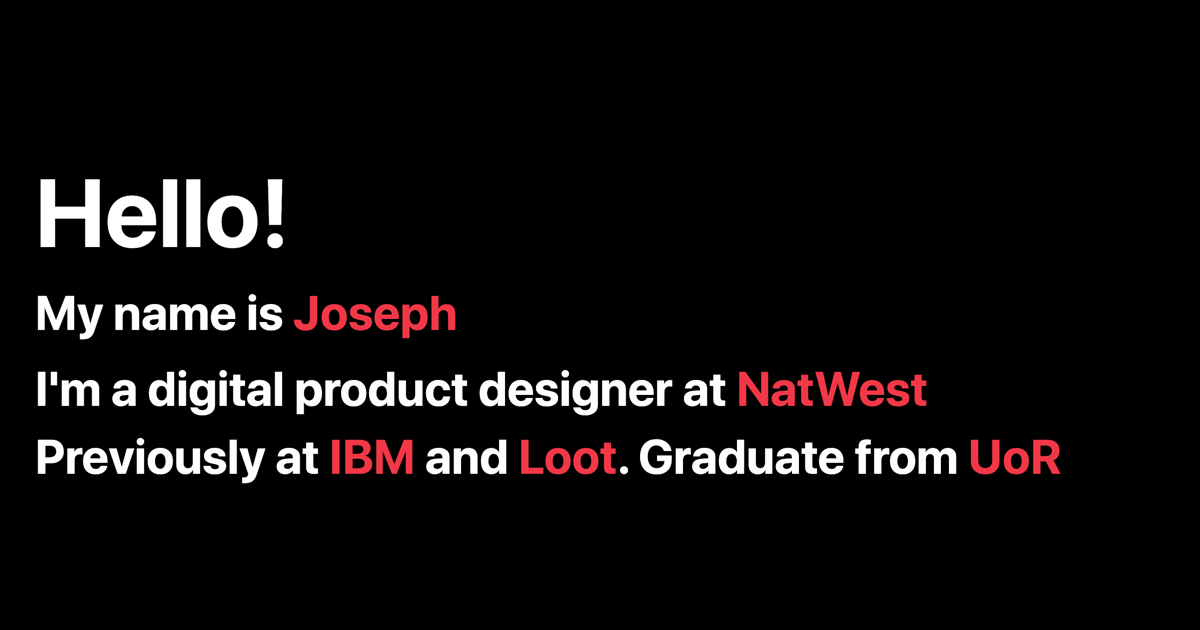 Hello!
My name is Joseph
I'm a digital product designer at NatWest
Previously at IBM and Loot. Graduate from UoR